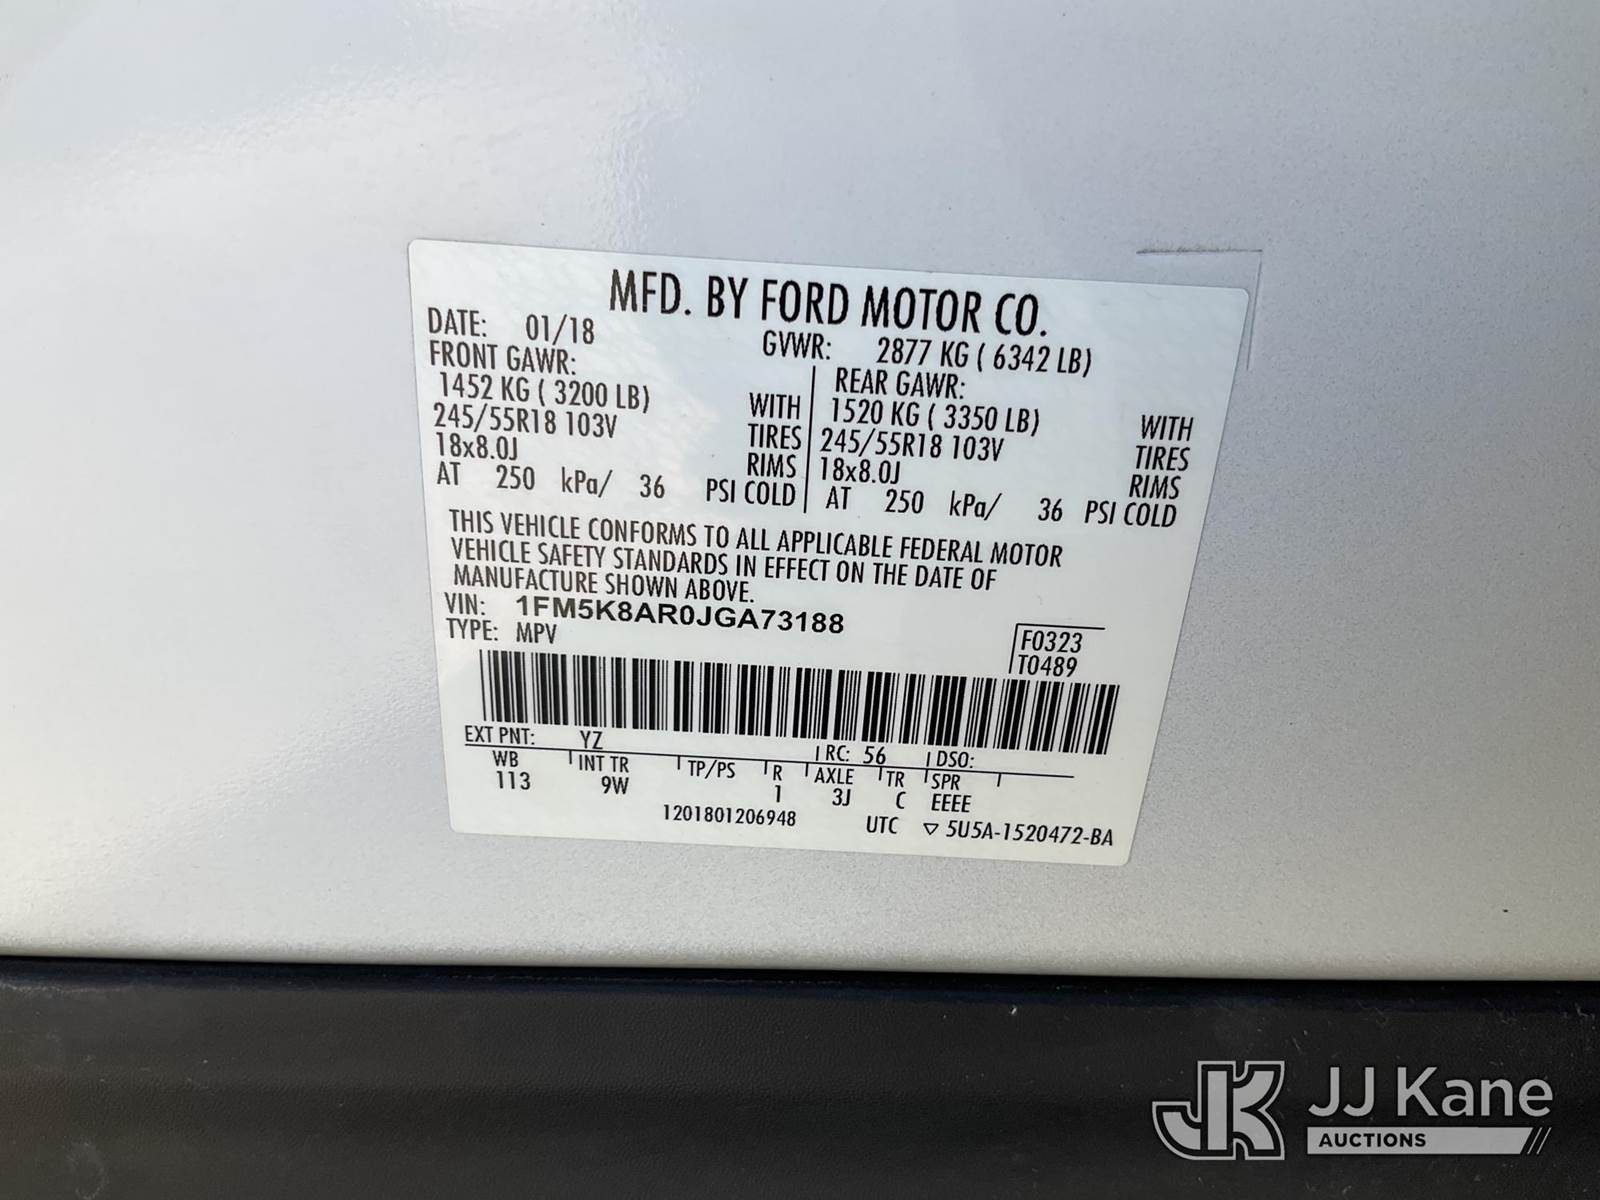 MFD. BY FORD MOTOR CO.
DATE: 01/18 GVWR: 2877 KG ( 6342 LB)
FRONT GAWR: REAR GAWR:
1452 KG ( 3200 LB) WITH 1520 KG ( 3350 LB) WITH
245/55R18 103V TIRES 245/55R18 103V TIRES
18x8.0J RIMS 18x8.0J RIMS
AT 250 kPa/ 36 PSI COLD AT 250 kPa/ 36 PSI COLD
THIS VEHICLE CONFORMS TO ALL APPLICABLE FEDERAL MOTOR
VEHICLE SAFETY STANDARDS IN EFFECT ON THE DATE OF
MANUFACTURE SHOWN ABOVE.
VIN: 1FM5K8AR0JGA73188
TYPE: MPV
F0323
T0489
EXT PNT: YZ RC: 56 DSO:
WB INT TR TP/PS R AXLE TR SPR
113 9W 1 3J C EEEE
1201801206948 UTC ▽ 5U5A-1520472-BA
JK JJ Kane
AUCTIONS